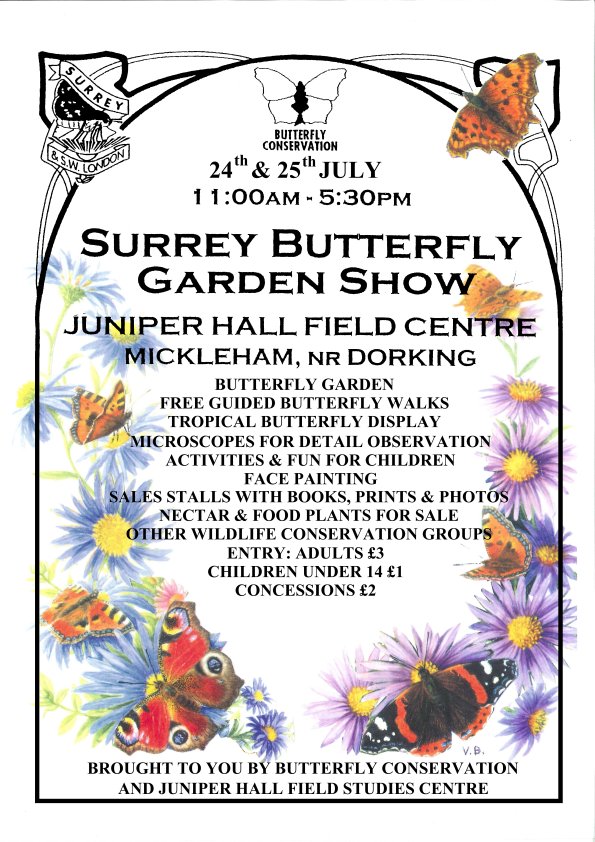 SURREY
& S.W. LONDON
BUTTERFLY
CONSERVATION
24th & 25th JULY
11:00AM - 5:30PM
SURREY BUTTERFLY
GARDEN SHOW
JUNIPER HALL FIELD CENTRE
MICKLEHAM, NR DORKING
BUTTERFLY GARDEN
FREE GUIDED BUTTERFLY WALKS
TROPICAL BUTTERFLY DISPLAY
MICROSCOPES FOR DETAIL OBSERVATION
ACTIVITIES & FUN FOR CHILDREN
FACE PAINTING
SALES STALLS WITH BOOKS, PRINTS & PHOTOS
NECTAR & FOOD PLANTS FOR SALE
OTHER WILDLIFE CONSERVATION GROUPS
ENTRY: ADULTS £3
CHILDREN UNDER 14 £1
CONCESSIONS £2
V.B.
BROUGHT TO YOU BY BUTTERFLY CONSERVATION
AND JUNIPER HALL FIELD STUDIES CENTRE